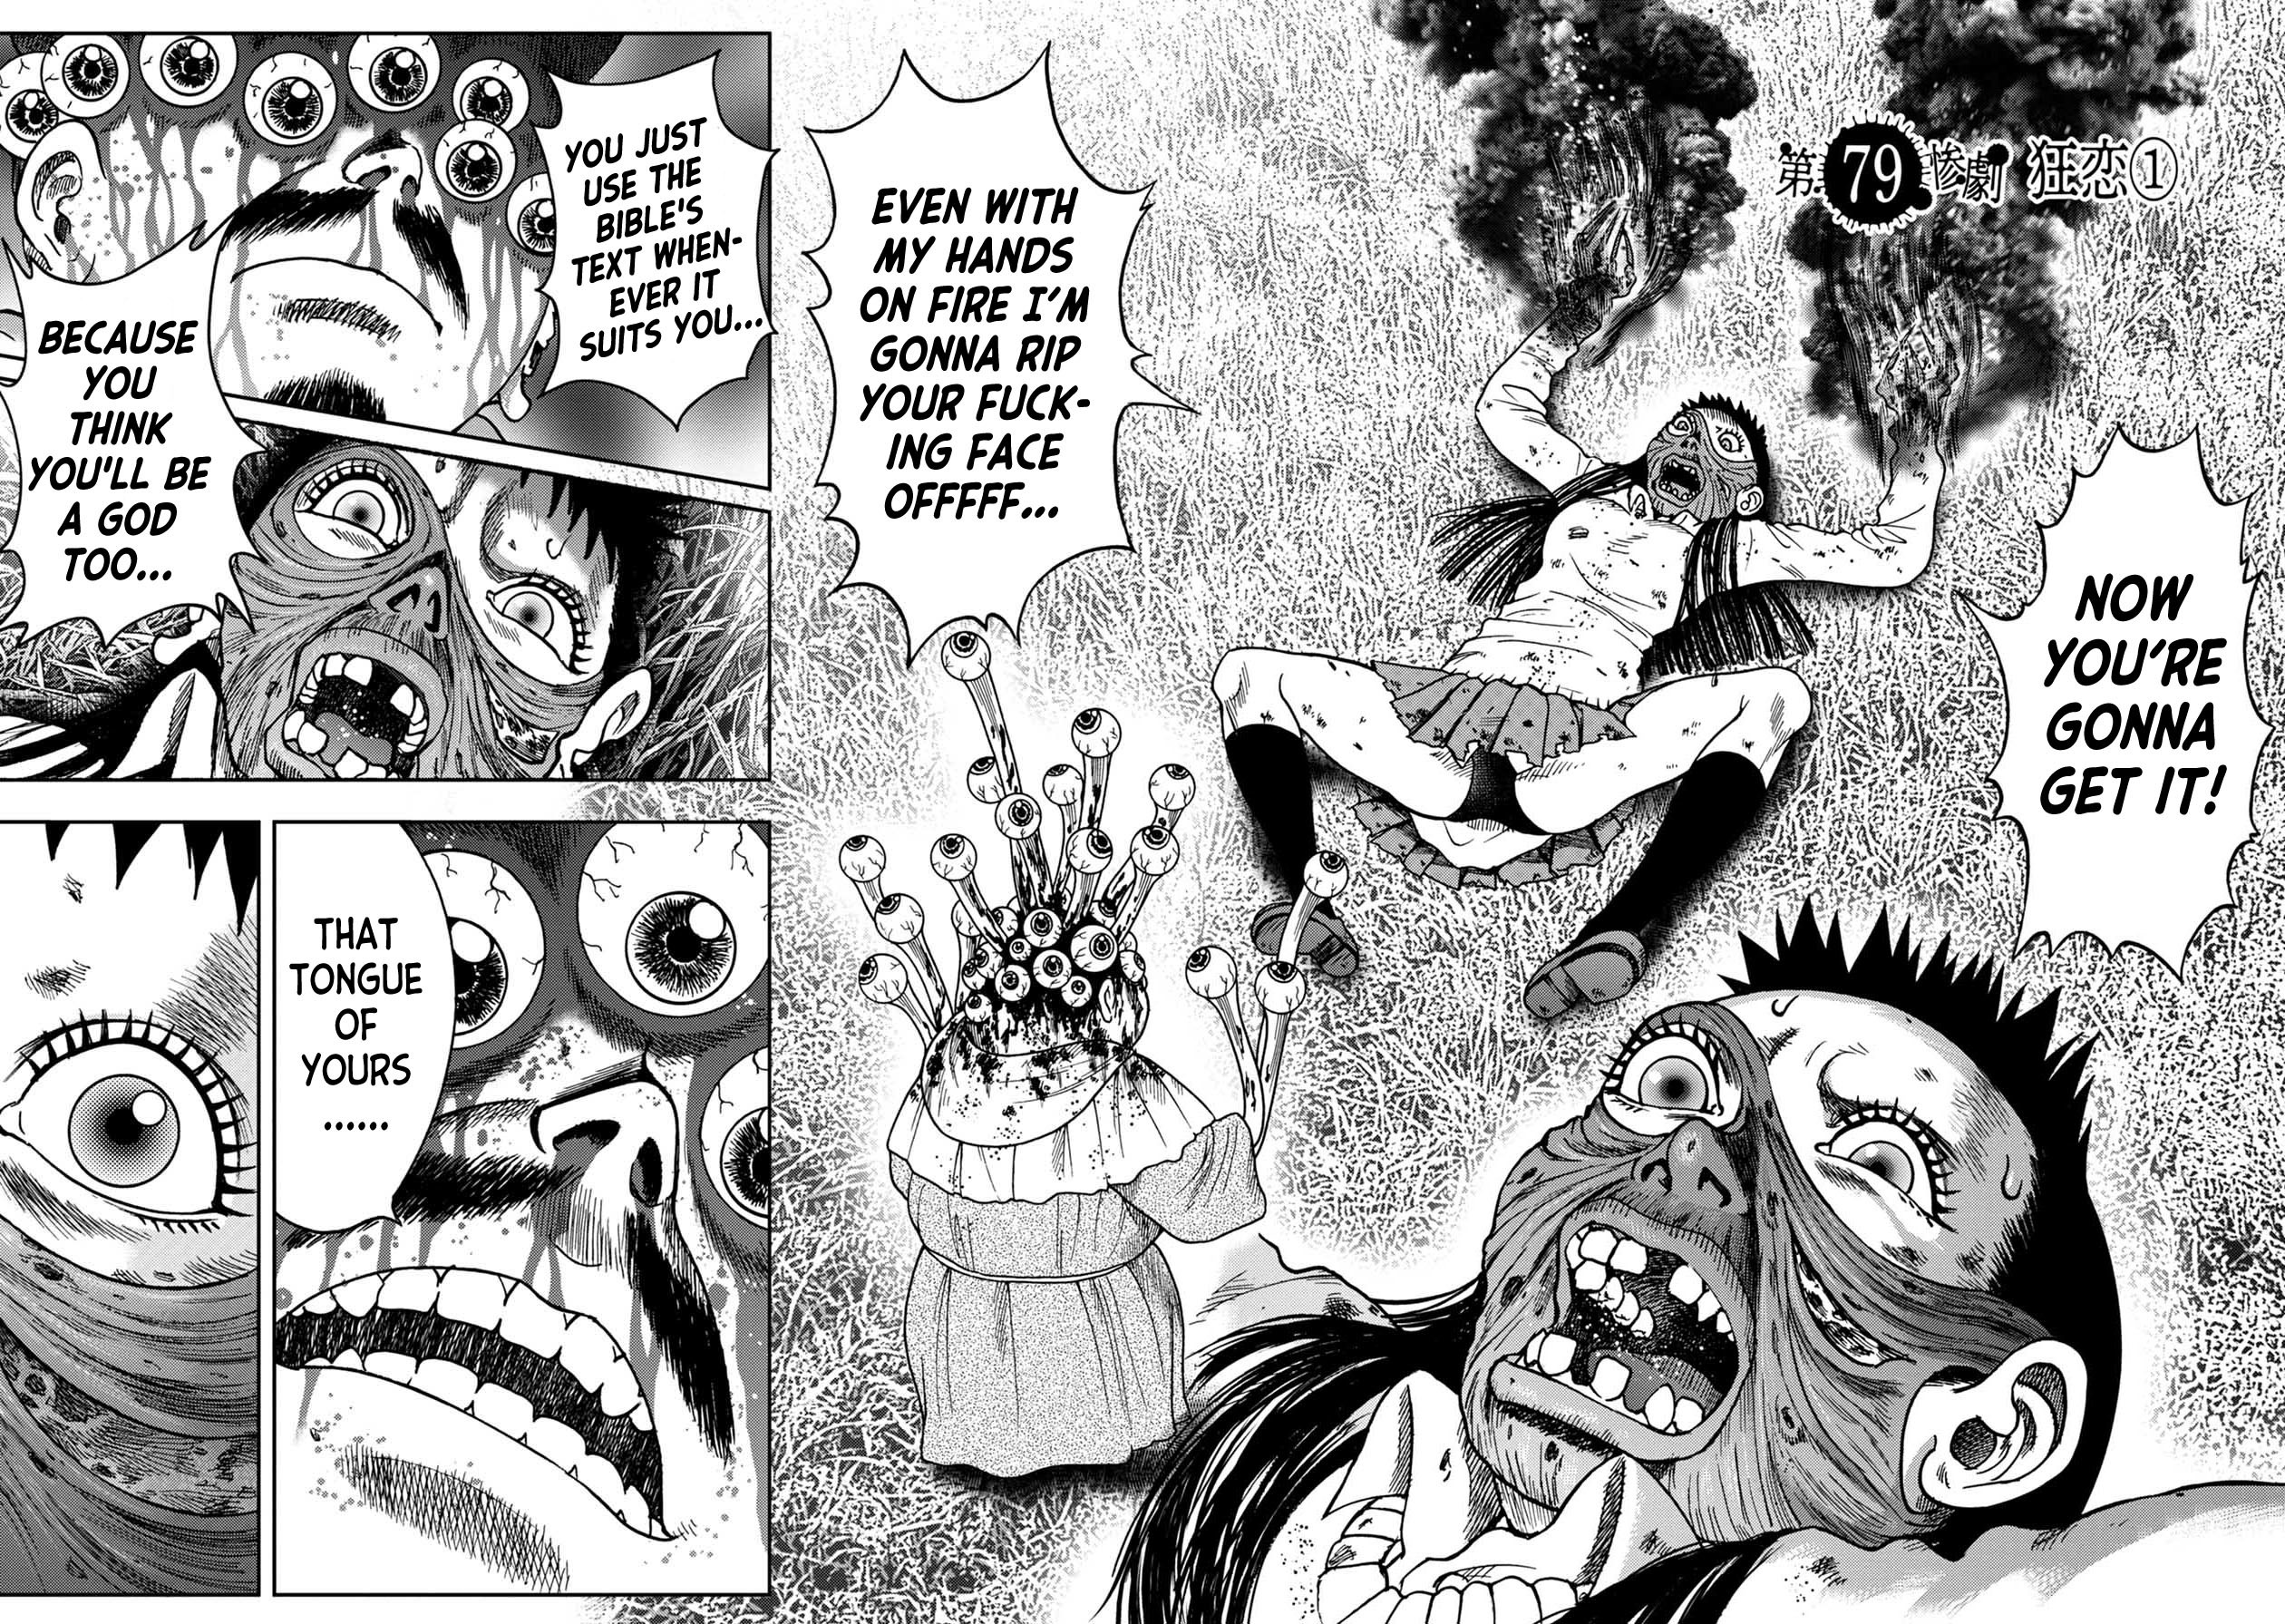 第79惨劇 狂恋①
NOW
YOU'RE
GONNA
GET IT!
EVEN WITH
MY HANDS
ON FIRE I'M
GONNA RIP
YOUR FUCK-
ING FACE
OFFFFF...
YOU JUST
USE THE
BIBLE'S
TEXT WHEN-
EVER IT
SUITS YOU...
BECAUSE
YOU
THINK
YOU'LL BE
A GOD
TOO...
THAT
TONGUE
OF
YOURS
......